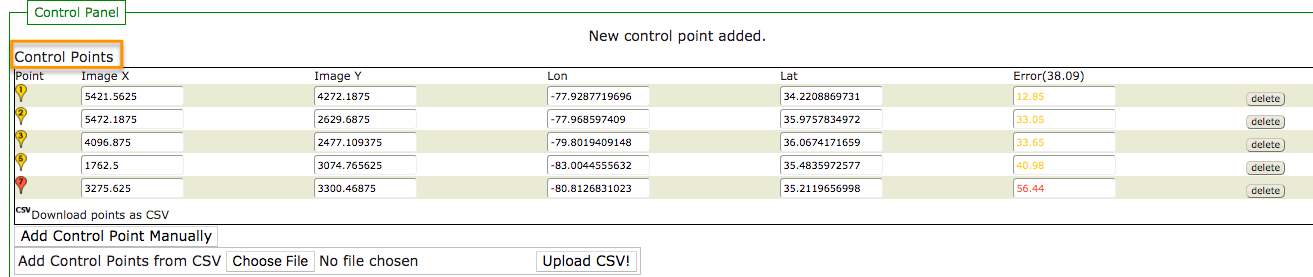 Control Panel
New control point added.
Control Points
Point Image X Image Y Lon Lat Error(38.09)
1 5421.5625 4272.1875 -77.9287719696 34.2208869731 12.85 delete
2 5472.1875 2629.6875 -77.968597409 35.9757834972 33.05 delete
3 4096.875 2477.109375 -79.8019409148 36.0674171659 33.65 delete
5 1762.5 3074.765625 -83.0044555632 35.4835972577 40.98 delete
7 3275.625 3300.46875 -80.8126831023 35.2119656998 56.44 delete
CSV Download points as CSV
Add Control Point Manually
Add Control Points from CSV Choose File No file chosen Upload CSV!